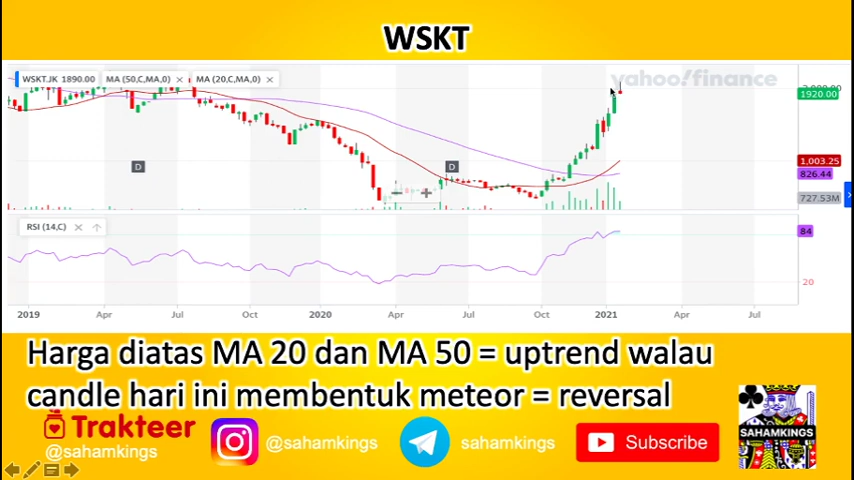 WSKT
WSKT.JK 1890.00
MA (50,C,MA,0)
MA (20,C,MA,0)
yahoo!finance
1920.00
D
D
1,003.25
826.44
727.53M
RSI (14,C)
84
20
2019 Apr Jul Oct 2020 Apr Jul Oct 2021 Apr Jul
Harga diatas MA 20 dan MA 50 = uptrend walau
candle hari ini membentuk meteor = reversal
Trakteer
@sahamkings
@sahamkings
sahamkings
Subscribe
SAHAMKINGS